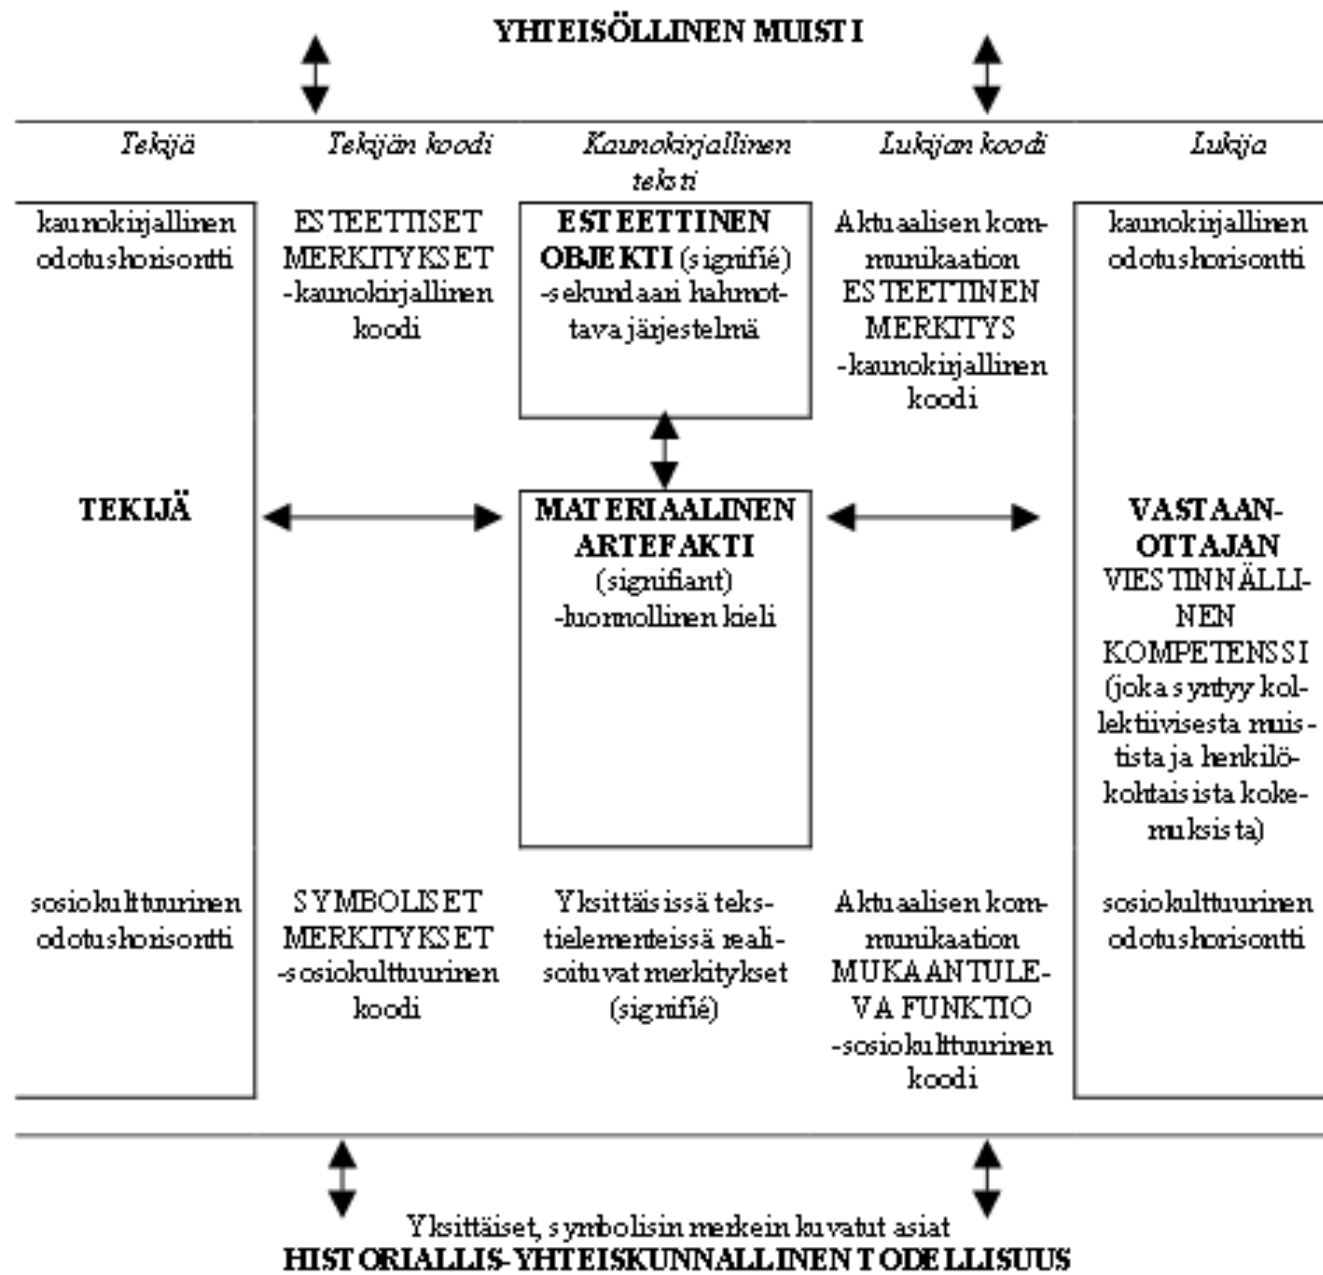 YHTEISÖLLINEN MUISTI
Tekijä
Tekijän koodi
Kaunokirjallinen
teksti
Lukijan koodi
Lukija
kaunokirjallinen
odotushorisontti
ESTEETTISET
MERKITYKSET
-kaunokirjallinen
koodi
ESTEETTINEN
OBJEKTI (signifié)
-sekundaari hahmot-
tava järjestelmä
Aktuaalisen kom-
munikaation
ESTEETTINEN
MERKITYS
-kaunokirjallinen
koodi
kaunokirjallinen
odotushorisontti
TEKIJÄ
MATERIAALINEN
ARTEFAKTI
(signifiant)
-luonnollinen kieli
VASTAAN-
OTTAJAN
VIESTINNÄLLI-
NEN
KOMPETENSSI
(joka syntyy kol-
lektiivisesta muis-
tista ja henkilö-
kohtaisista koke-
muksista)
sosiokulttuurinen
odotushorisontti
SYMBOLISET
MERKITYKSET
-sosiokulttuurinen
koodi
Yksittäisissä teks-
tielementeissä reali-
soituvat merkitykset
(signifié)
Aktuaalisen kom-
munikaation
MUKAANTULE-
VA FUNKTIO
-sosiokulttuurinen
koodi
sosiokulttuurinen
odotushorisontti
Yksittäiset, symbolisin merkein kuvatut asiat
HISTORIALLIS-YHTEISKUNNALLINEN TODELLISUUS